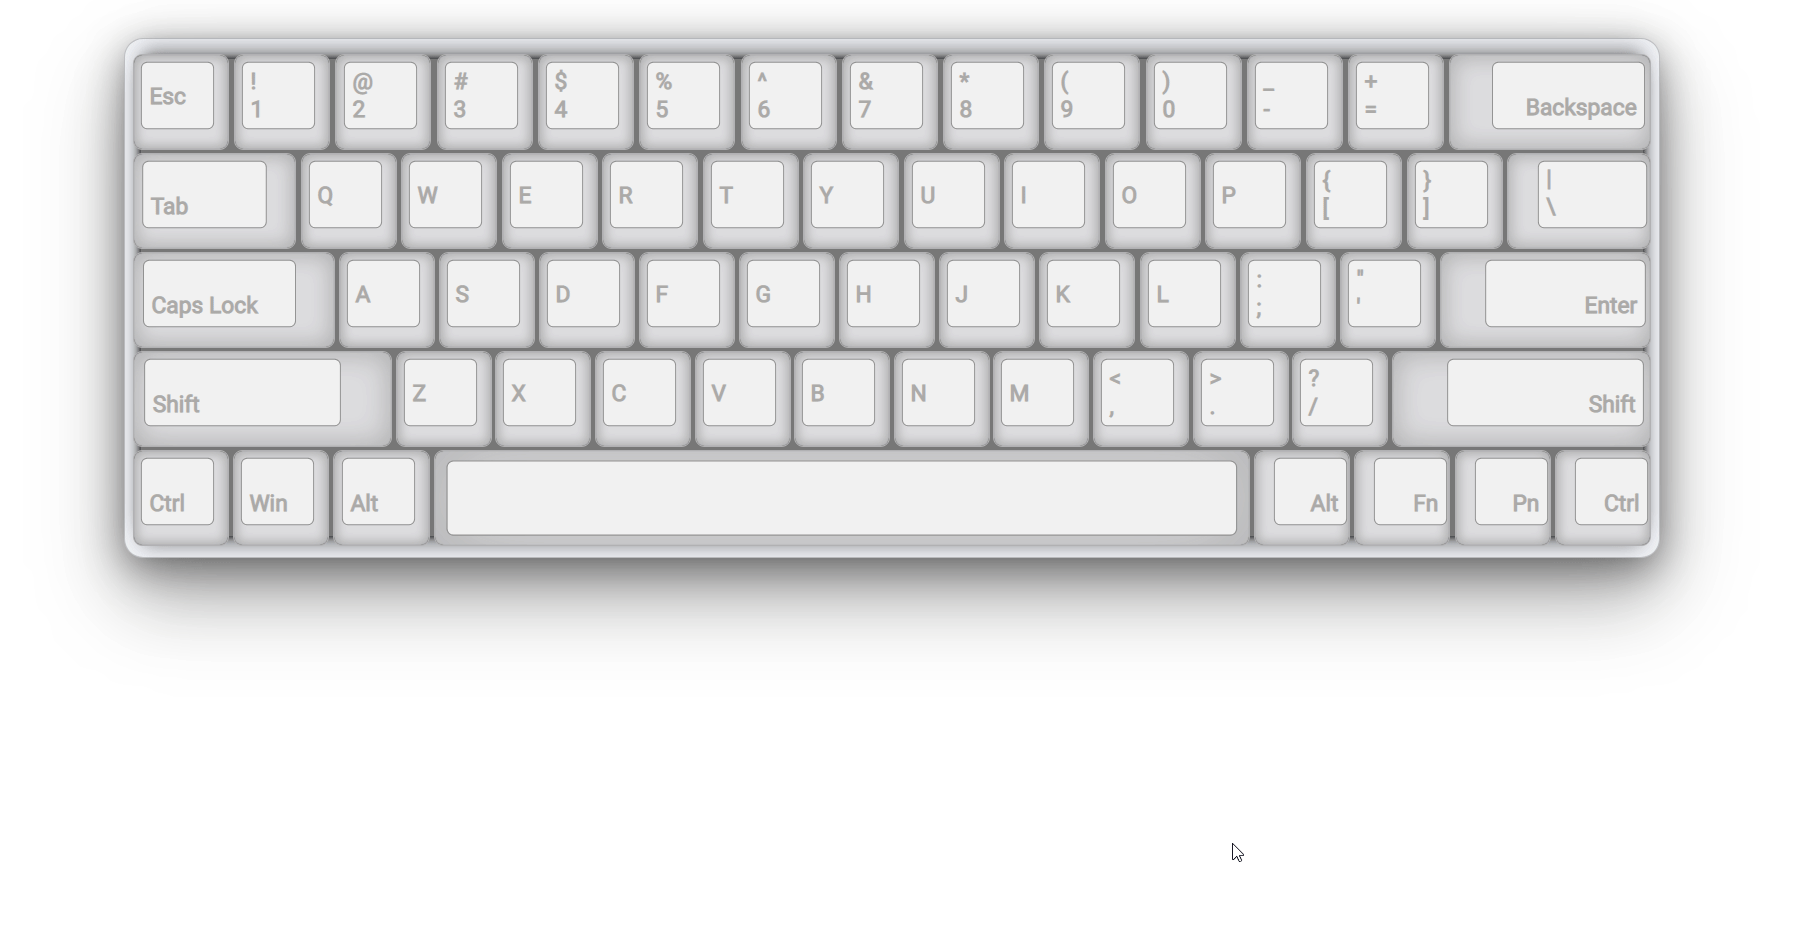 Esc ! @ # $ % ^ & * ( ) _ + Backspace
1 2 3 4 5 6 7 8 9 0 - =
Tab Q W E R T Y U I O P { } |
[ ] \
Caps Lock A S D F G H J K L : " Enter
; '
Shift Z X C V B N M < > ? Shift
, . /
Ctrl Win Alt Alt Fn Pn Ctrl